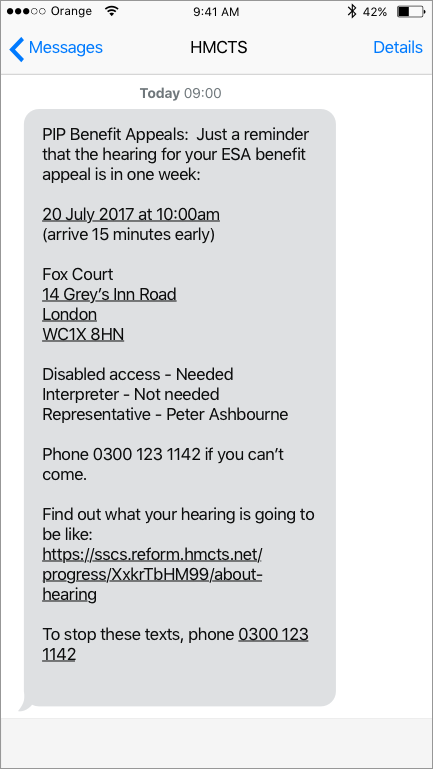 Orange 9:41 AM 42%
Messages HMCTS Details
Today 09:00
PIP Benefit Appeals:  Just a reminder
that the hearing for your ESA benefit
appeal is in one week:
20 July 2017 at 10:00am
(arrive 15 minutes early)
Fox Court
14 Grey’s Inn Road
London
WC1X 8HN
Disabled access - Needed
Interpreter - Not needed
Representative - Peter Ashbourne
Phone 0300 123 1142 if you can’t
come.
Find out what your hearing is going to
be like:
https://sscs.reform.hmcts.net/
progress/XxkrTbHM99/about-
hearing
To stop these texts, phone 0300 123
1142